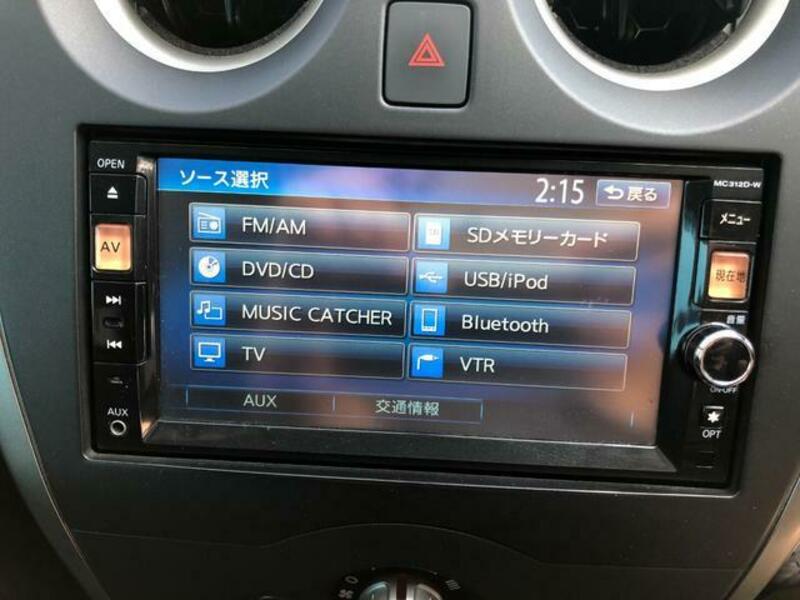 OPEN
MC312D-W
ソース選択
2:15
戻る
メニュー
AV
FM/AM
SDメモリーカード
DVD/CD
USB/iPod
現在地
MUSIC CATCHER
Bluetooth
音量
TV
VTR
ON・OFF
AUX
交通情報
AUX
OPT